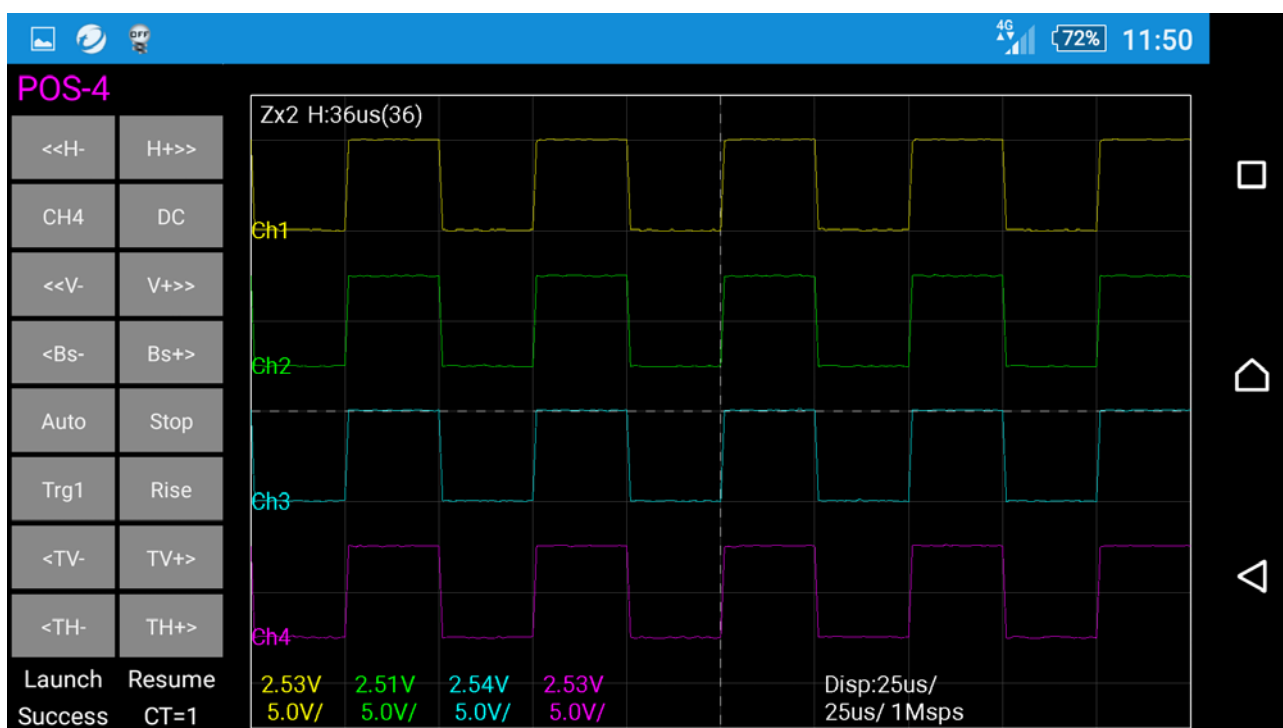 OFF 4G 72% 11:50
POS-4
<<H- H+>>
CH4 DC
<<V- V+>>
<Bs- Bs+>
Auto Stop
Trg1 Rise
<TV- TV+>
<TH- TH+>
Launch Resume
Success CT=1
Zx2 H:36us(36)
Ch1
Ch2
Ch3
Ch4
2.53V 2.51V 2.54V 2.53V Disp:25us/
5.0V/ 5.0V/ 5.0V/ 5.0V/ 25us/ 1Msps